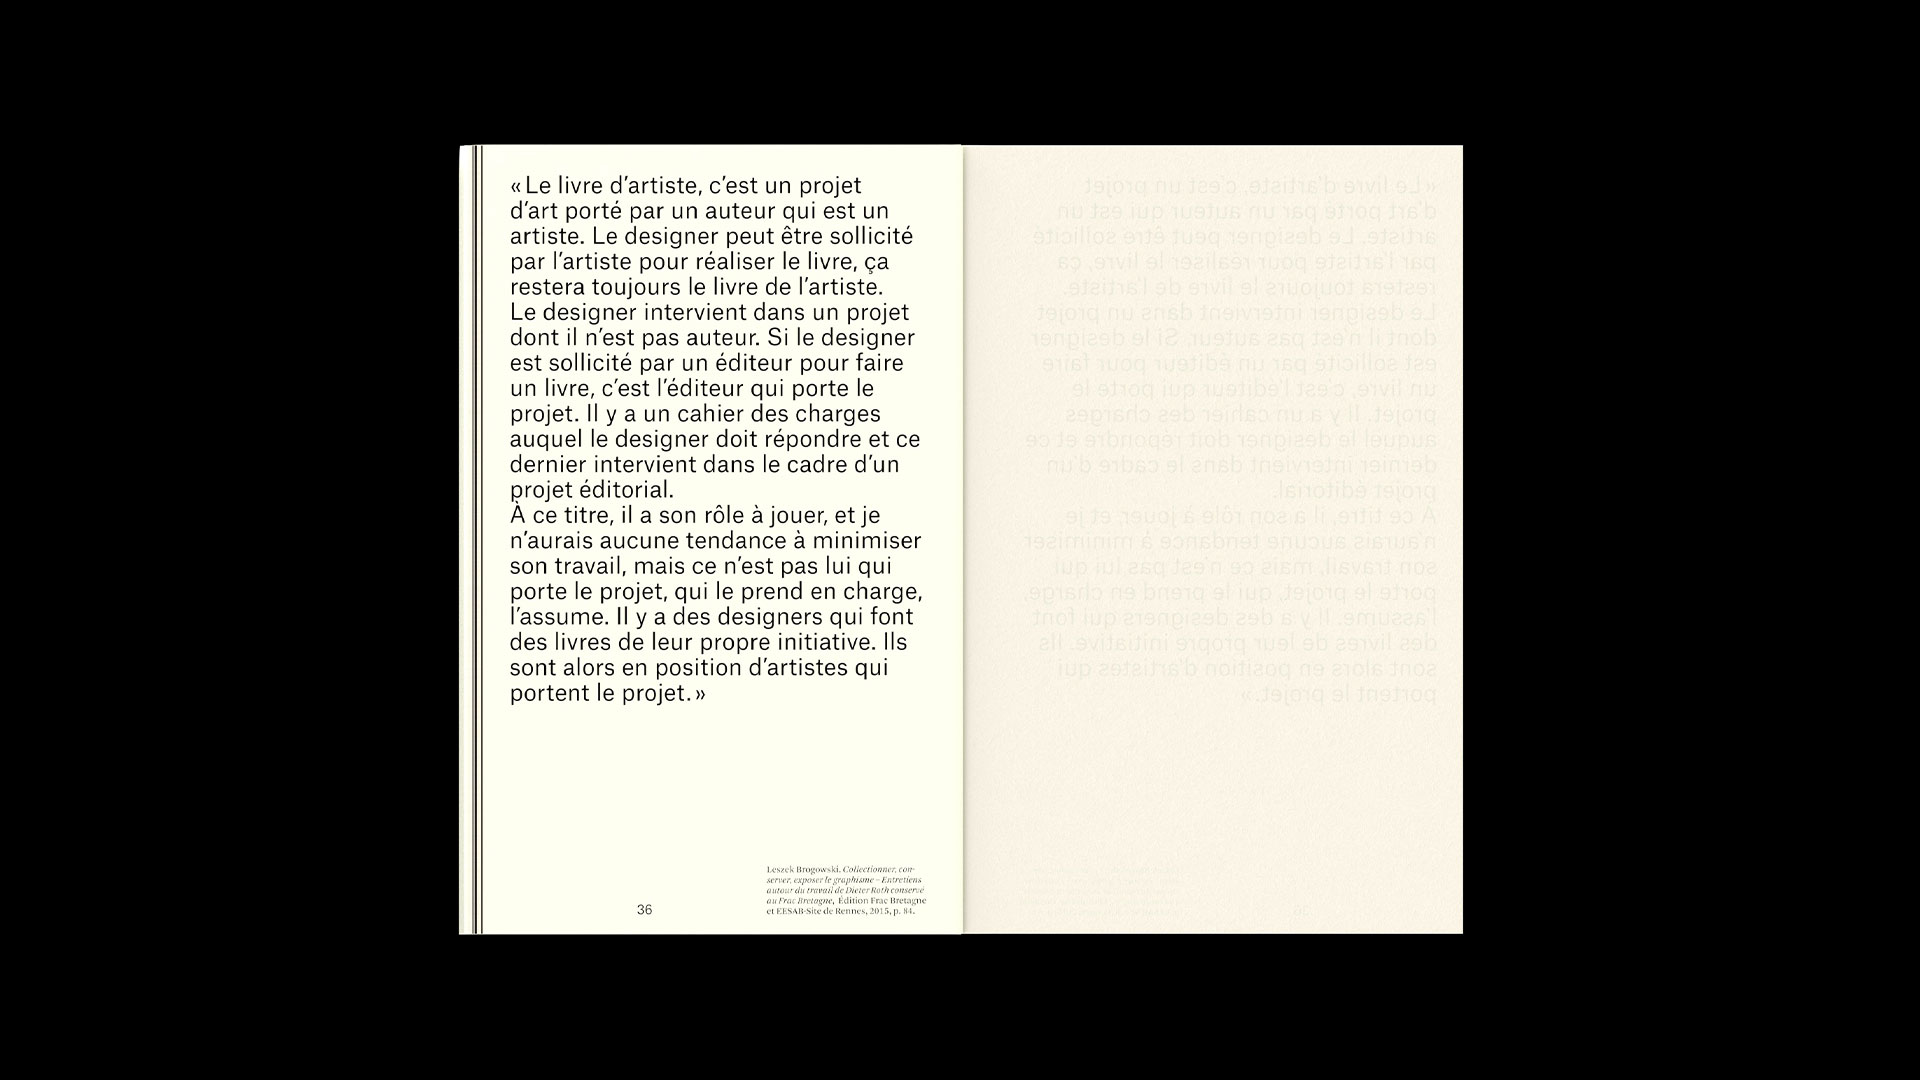 « Le livre d’artiste, c’est un projet
d’art porté par un auteur qui est un
artiste. Le designer peut être sollicité
par l’artiste pour réaliser le livre, ça
restera toujours le livre de l’artiste.
Le designer intervient dans un projet
dont il n’est pas auteur. Si le designer
est sollicité par un éditeur pour faire
un livre, c’est l’éditeur qui porte le
projet. Il y a un cahier des charges
auquel le designer doit répondre et ce
dernier intervient dans le cadre d’un
projet éditorial.
À ce titre, il a son rôle à jouer, et je
n’aurais aucune tendance à minimiser
son travail, mais ce n’est pas lui qui
porte le projet, qui le prend en charge,
l’assume. Il y a des designers qui font
des livres de leur propre initiative. Ils
sont alors en position d’artistes qui
portent le projet. »
Leszek Brogowski, Collectionner, con-
server, exposer le graphisme – Entretiens
autour du travail de Dieter Roth conservé
au Frac Bretagne, Édition Frac Bretagne
et EESAB-Site de Rennes, 2015, p. 84.
36